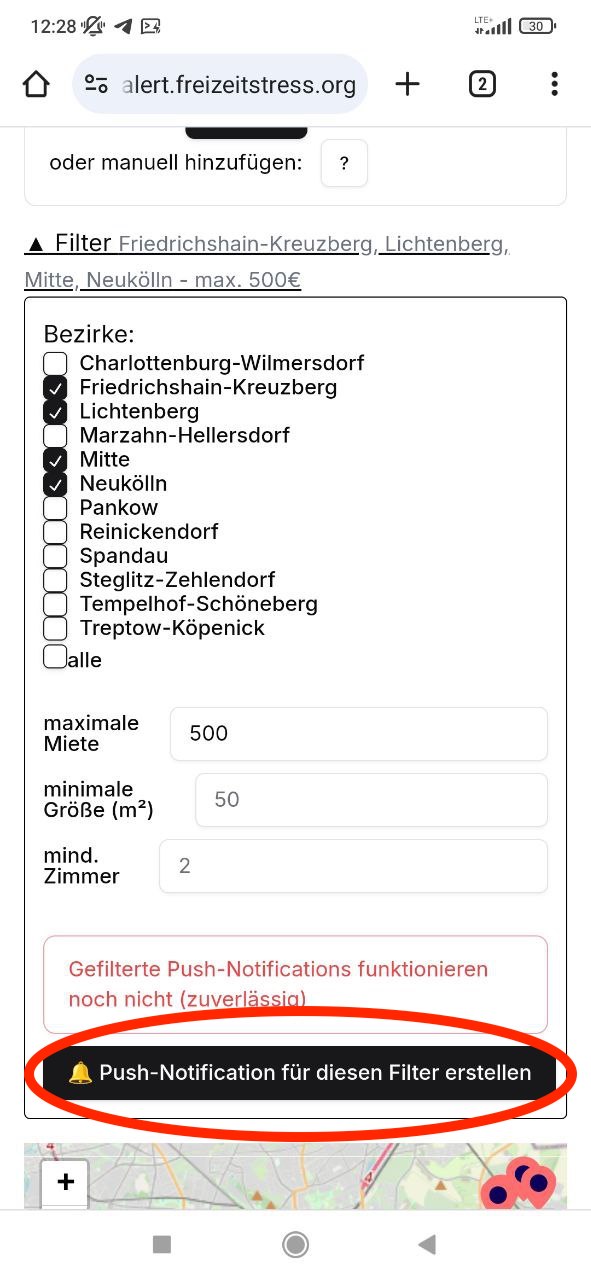 12:28
LTE+
30
alert.freizeitstress.org
2
oder manuell hinzufügen:
?
▲ Filter Friedrichshain-Kreuzberg, Lichtenberg,
Mitte, Neukölln - max. 500€
Bezirke:
Charlottenburg-Wilmersdorf
Friedrichshain-Kreuzberg
Lichtenberg
Marzahn-Hellersdorf
Mitte
Neukölln
Pankow
Reinickendorf
Spandau
Steglitz-Zehlendorf
Tempelhof-Schöneberg
Treptow-Köpenick
alle
maximale
Miete
500
minimale
Größe (m²)
50
mind.
Zimmer
2
Gefilterte Push-Notifications funktionieren
noch nicht (zuverlässig)
🔔 Push-Notification für diesen Filter erstellen
4
+
4